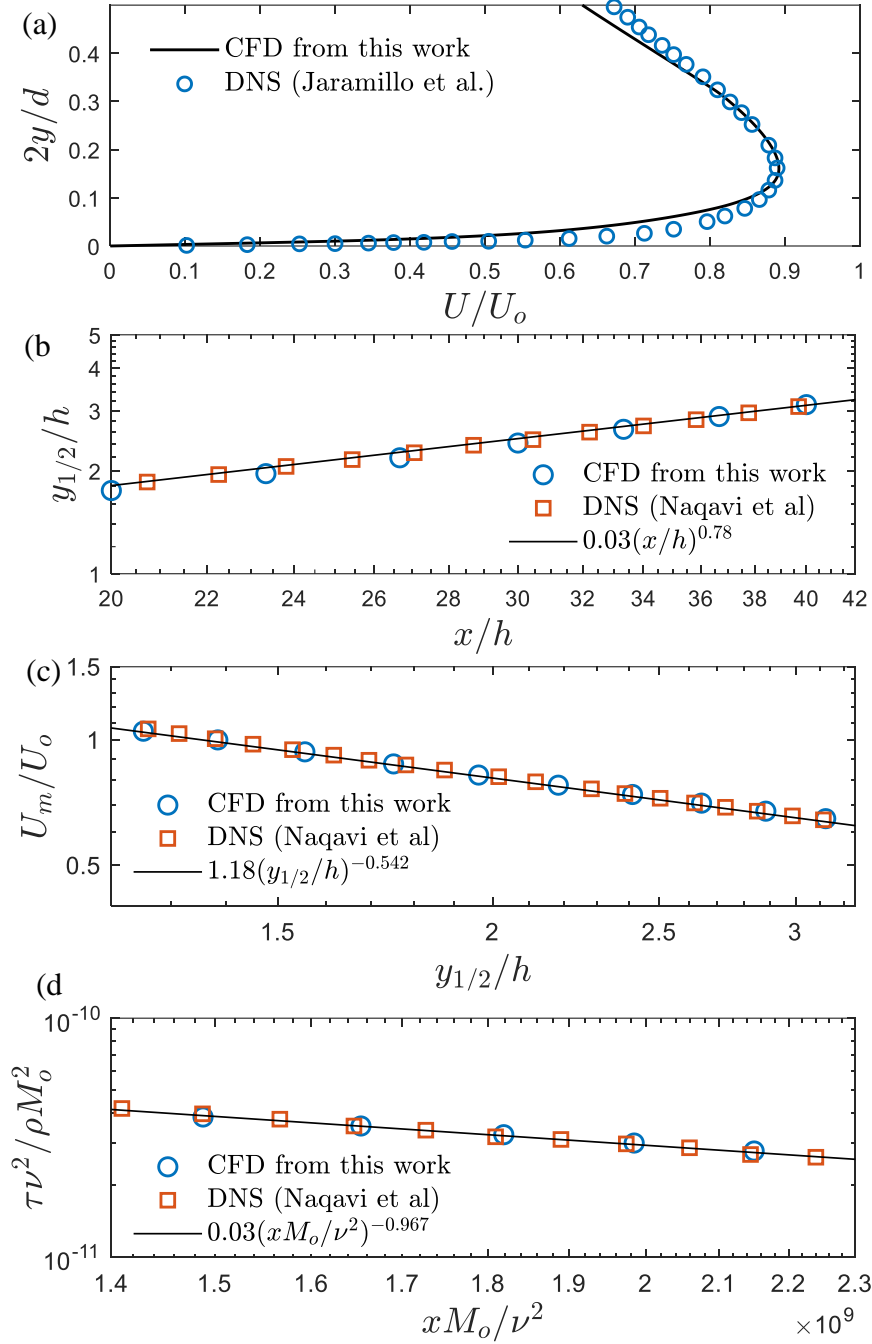 (a)
CFD from this work
DNS (Jaramillo et al.)
2y/d
0.4
0.3
0.2
0.1
0
0 0.1 0.2 0.3 0.4 0.5 0.6 0.7 0.8 0.9 1
U/U_o
(b)
5
4
3
2
1
y_{1/2}/h
CFD from this work
DNS (Naqavi et al)
0.03(x/h)^{0.78}
20 22 24 26 28 30 32 34 36 38 40 42
x/h
(c)
1.5
1
0.5
U_m/U_o
CFD from this work
DNS (Naqavi et al)
1.18(y_{1/2}/h)^{-0.542}
1.5 2 2.5 3
y_{1/2}/h
(d)
10^{-10}
10^{-11}
τν^2/ρM_o^2
CFD from this work
DNS (Naqavi et al)
0.03(xM_o/ν^2)^{-0.967}
1.4 1.5 1.6 1.7 1.8 1.9 2 2.1 2.2 2.3
×10^9
xM_o/ν^2